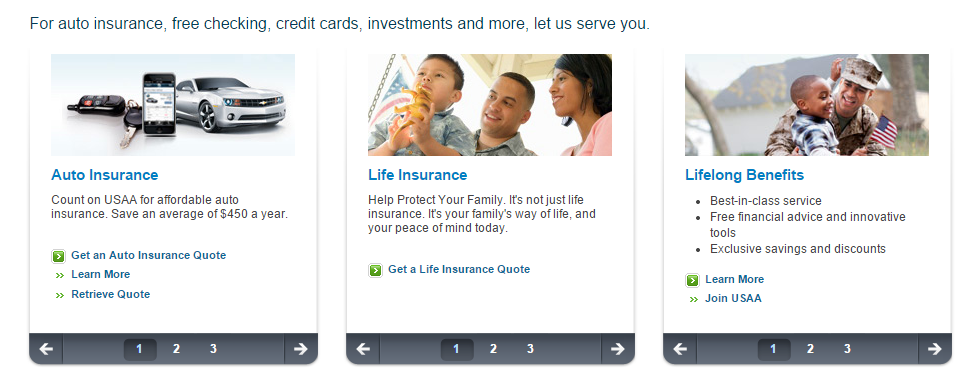 For auto insurance, free checking, credit cards, investments and more, let us serve you.
Auto Insurance
Count on USAA for affordable auto
insurance. Save an average of $450 a year.
Get an Auto Insurance Quote
Learn More
Retrieve Quote
1 2 3
Life Insurance
Help Protect Your Family. It's not just life
insurance. It's your family's way of life, and
your peace of mind today.
Get a Life Insurance Quote
1 2 3
Lifelong Benefits
Best-in-class service
Free financial advice and innovative
tools
Exclusive savings and discounts
Learn More
Join USAA
1 2 3